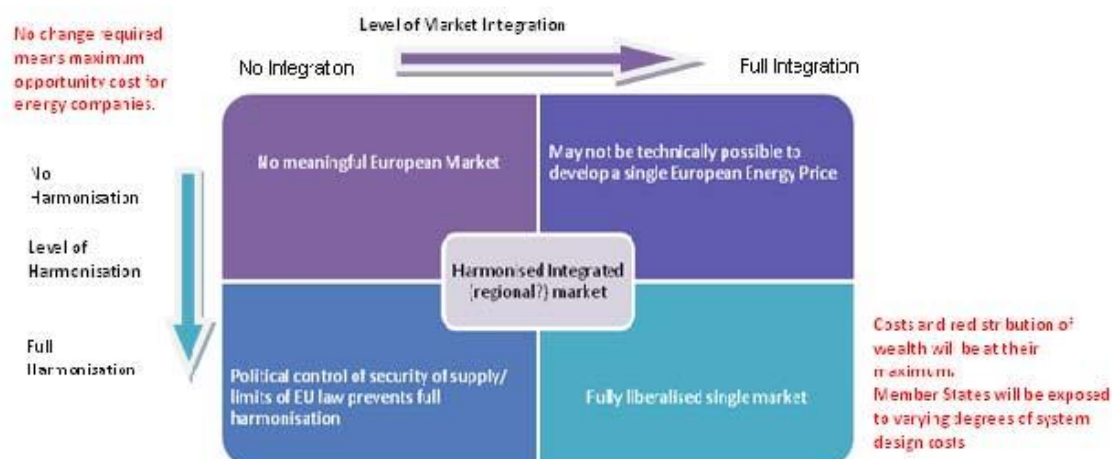 Level of Market Integration
No change required
means maximum
opportunity cost for
energy companies.
No Integration
Full Integration
No meaningful European Market
May not be technically possible to
develop a single European Energy Price
No
Harmonisation
Level of
Harmonisation
Full
Harmonisation
Harmonised Integrated
(regional?) market
Political control of security of supply/
limits of EU law prevents full
harmonisation
Fully liberalised single market
Costs and redistribution of
wealth will be at their
maximum.
Member States will be exposed
to varying degrees of system
design costs